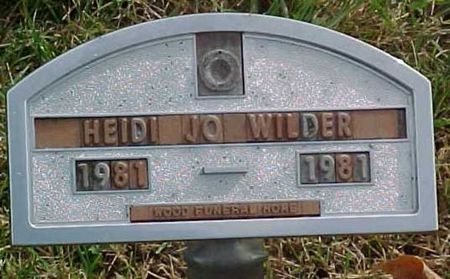 HEIDI JO WILDER
1981 — 1981
WOOD FUNERAL HOME